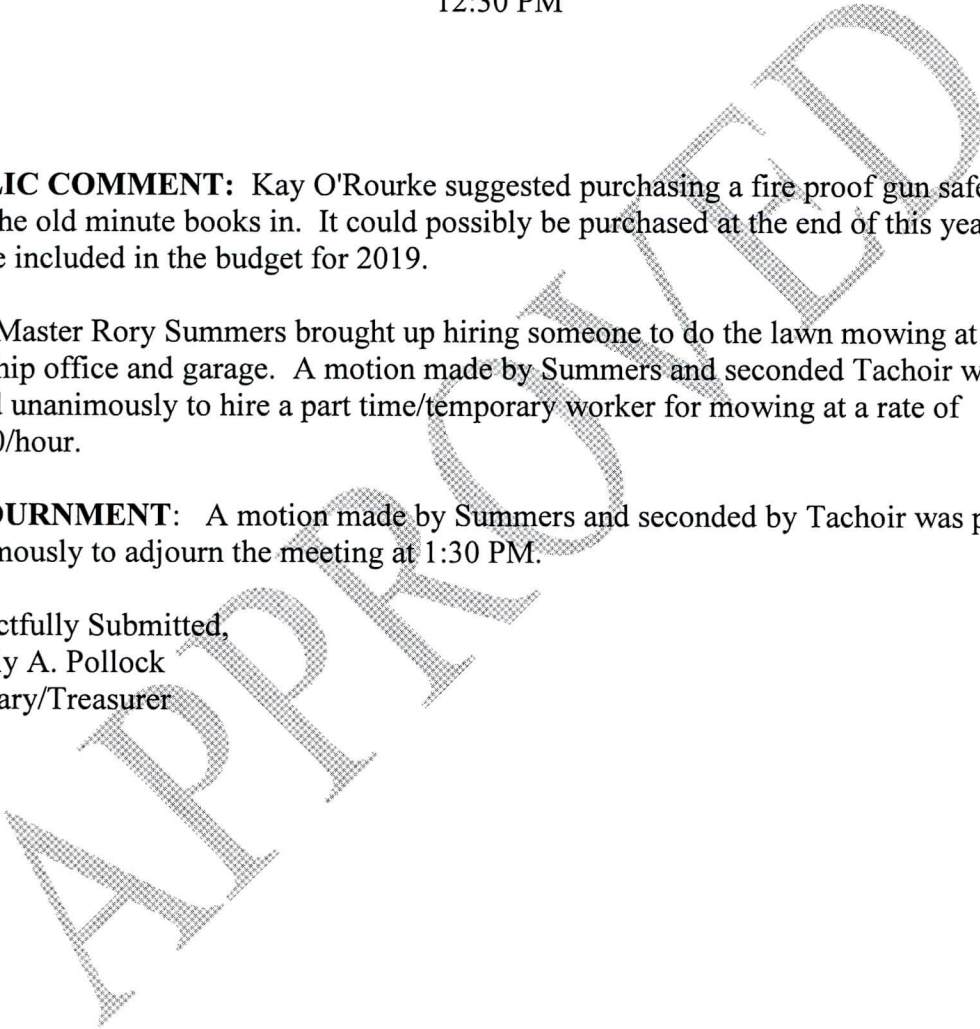 12:30 PM
LIC COMMENT: Kay O'Rourke suggested purchasing a fire proof gun safe
he old minute books in. It could possibly be purchased at the end of this yea
e included in the budget for 2019.
Master Rory Summers brought up hiring someone to do the lawn mowing at
hip office and garage. A motion made by Summers and seconded Tachoir w
l unanimously to hire a part time/temporary worker for mowing at a rate of
0/hour.
OURNMENT: A motion made by Summers and seconded by Tachoir was p
mously to adjourn the meeting at 1:30 PM.
ctfully Submitted,
y A. Pollock
ary/Treasurer
APPROVED